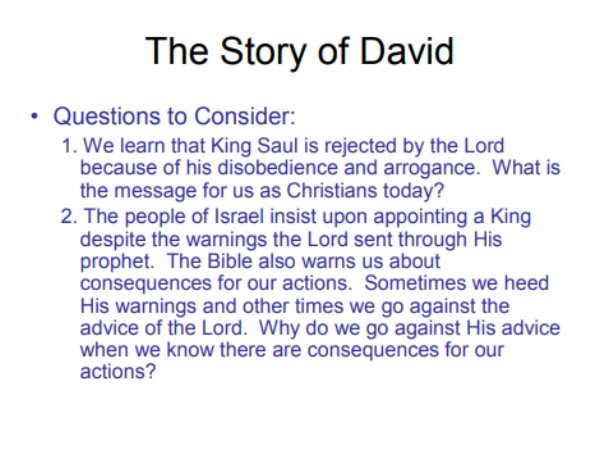 The Story of David
• Questions to Consider:
1. We learn that King Saul is rejected by the Lord
because of his disobedience and arrogance.  What is
the message for us as Christians today?
2. The people of Israel insist upon appointing a King
despite the warnings the Lord sent through His
prophet.  The Bible also warns us about
consequences for our actions.  Sometimes we heed
His warnings and other times we go against the
advice of the Lord.  Why do we go against His advice
when we know there are consequences for our
actions?